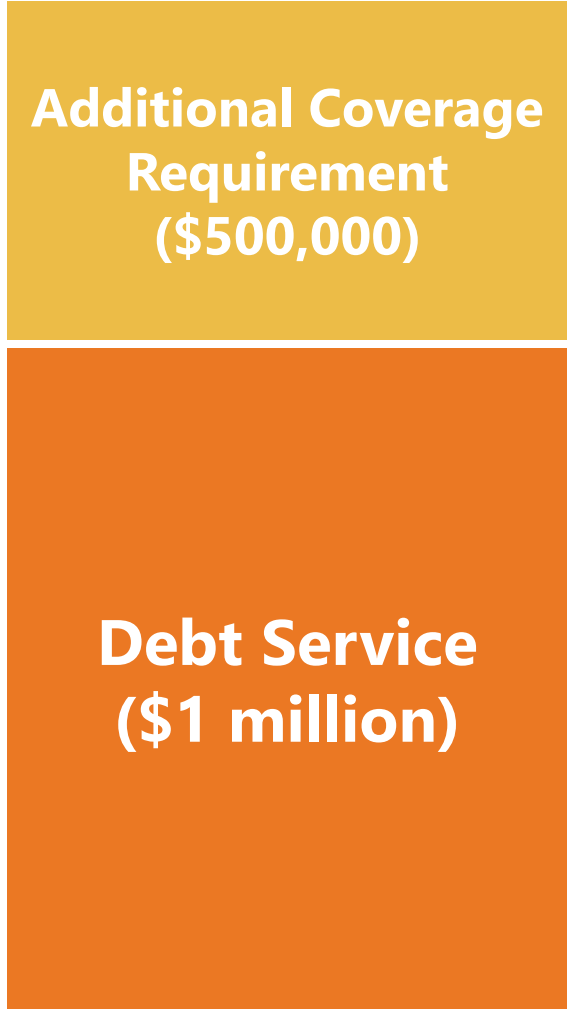 Additional Coverage
Requirement
($500,000)
Debt Service
($1 million)